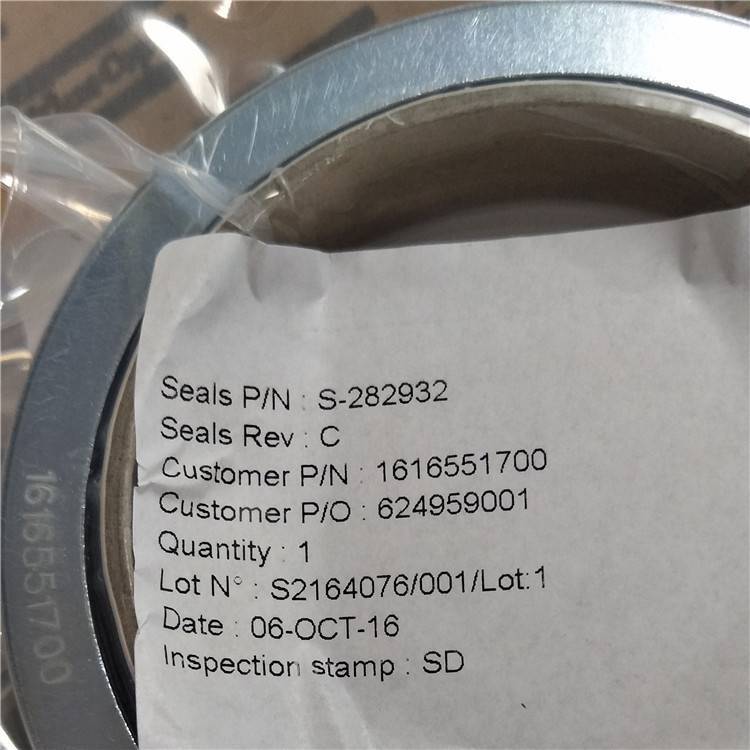 Seals P/N : S-282932
Seals Rev : C
Customer P/N : 1616551700
Customer P/O : 624959001
Quantity : 1
Lot N° : S2164076/001/Lot:1
Date : 06-OCT-16
Inspection stamp : SD
1616551700